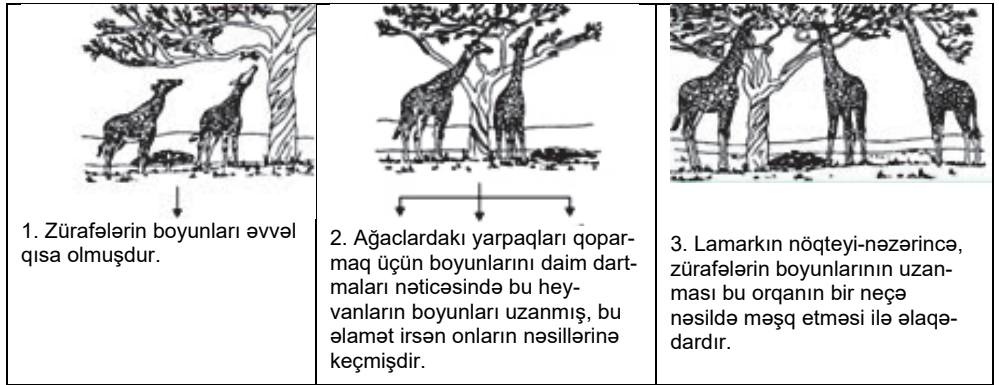 1. Zürafələrin boyunları əvvəl
qısa olmuşdur.
2. Ağaclardakı yarpaqları qopar-
maq üçün boyunlarını daim dart-
maları nəticəsində bu hey-
vanların boyunları uzanmış, bu
əlamət irsən onların nəsillərinə
keçmişdir.
3. Lamarkın nöqteyi-nəzərincə,
zürafələrin boyunlarının uzan-
ması bu orqanın bir neçə
nəsildə məşq etməsi ilə əlaqə-
dardır.